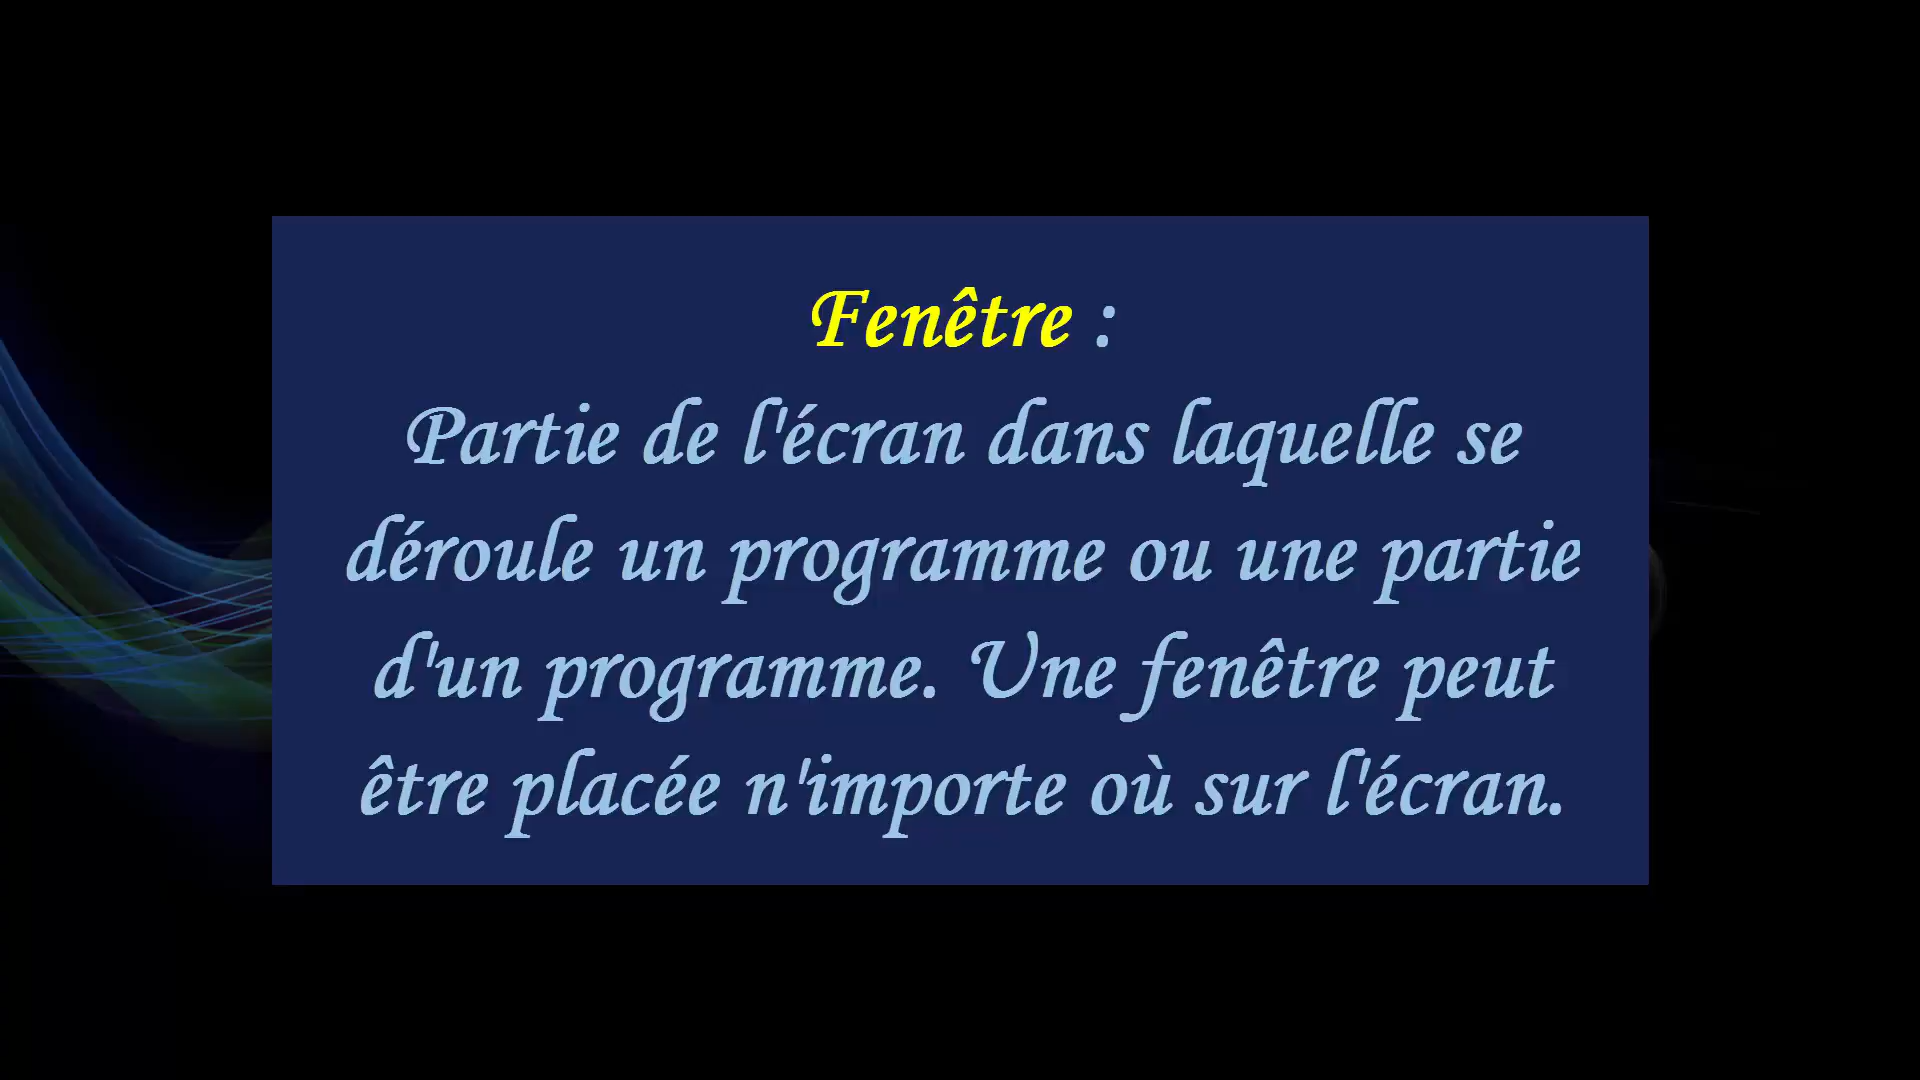 Fenêtre :
Partie de l'écran dans laquelle se
déroule un programme ou une partie
d'un programme. Une fenêtre peut
être placée n'importe où sur l'écran.